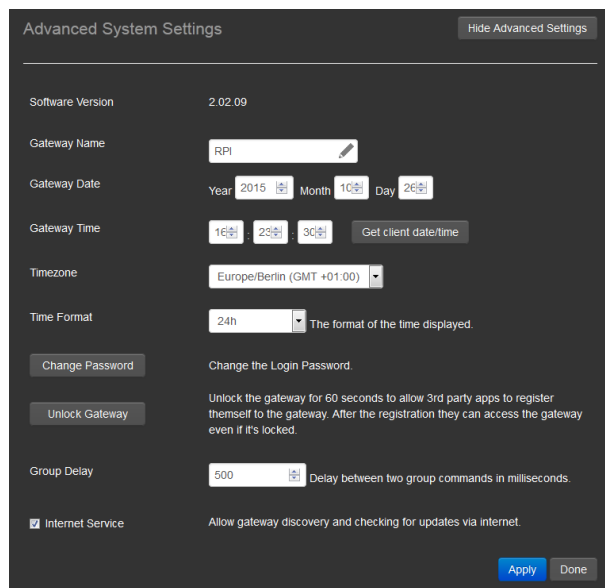 Advanced System Settings
Hide Advanced Settings
Software Version 2.02.09
Gateway Name RPI
Gateway Date Year 2015 Month 10 Day 26
Gateway Time 16 : 23 : 30 Get client date/time
Timezone Europe/Berlin (GMT +01:00)
Time Format 24h The format of the time displayed.
Change Password Change the Login Password.
Unlock Gateway
Unlock the gateway for 60 seconds to allow 3rd party apps to register
themself to the gateway. After the registration they can access the gateway
even if it's locked.
Group Delay 500 Delay between two group commands in milliseconds.
Internet Service Allow gateway discovery and checking for updates via internet.
Apply Done